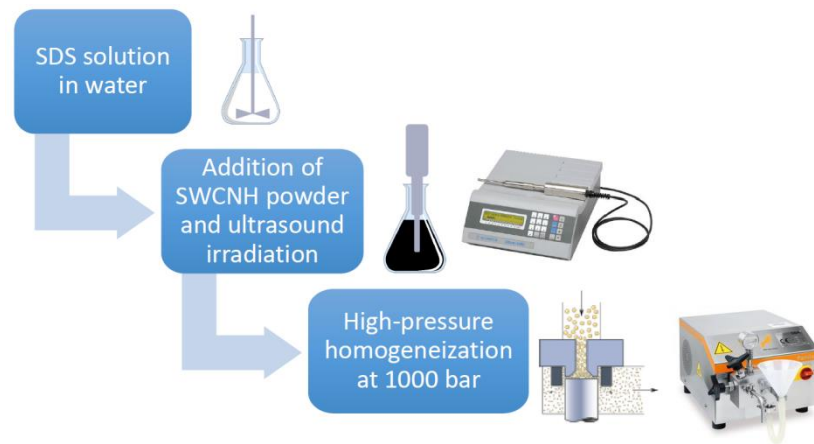 SDS solution
in water
Addition of
SWCNH powder
and ultrasound
irradiation
High-pressure
homogeneization
at 1000 bar